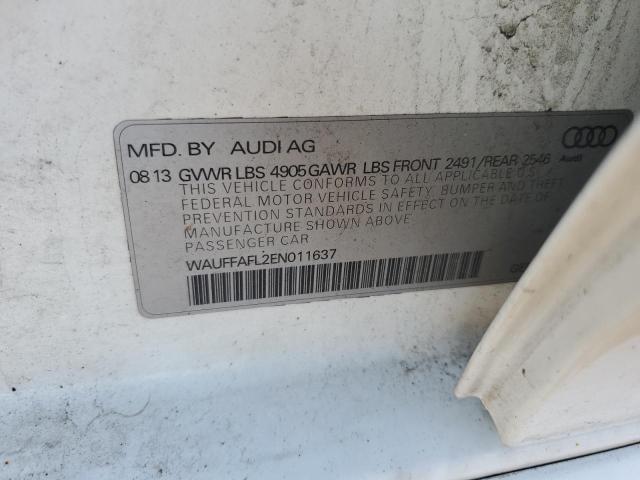 MFD. BY AUDI AG
08 13 GVWR LBS 4905 GAWR LBS FRONT 2491/REAR 2546
Audi
THIS VEHICLE CONFORMS TO ALL APPLICABLE U.S.
FEDERAL MOTOR VEHICLE SAFETY, BUMPER AND THEFT
PREVENTION STANDARDS IN EFFECT ON THE DATE OF
MANUFACTURE SHOWN ABOVE.
PASSENGER CAR
WAUFFAFL2EN011637